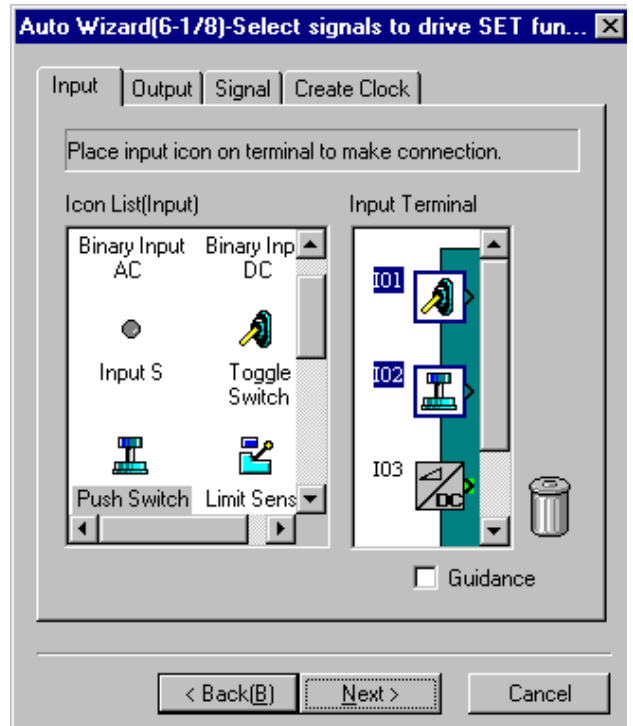 Auto Wizard(6-1/8)-Select signals to drive SET fun...
Input Output Signal Create Clock
Place input icon on terminal to make connection.
Icon List(Input) Input Terminal
Binary Input AC
Binary Inp DC
Input S
Toggle Switch
Push Switch
Limit Sens
I01
I02
I03
DC
Guidance
< Back(B) Next > Cancel